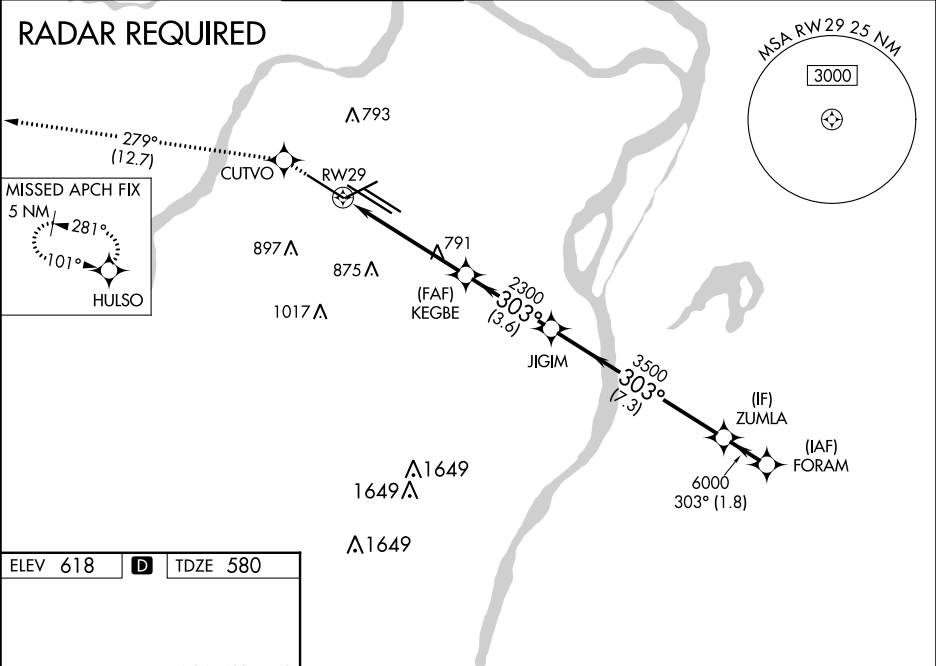 RADAR REQUIRED
MSA RW29 25 NM
3000
793
279°
(12.7)
CUTVO
RW29
MISSED APCH FIX
5 NM
281°
101°
HULSO
897
791
875
1017
(FAF)
KEGBE
2300
303°
(3.6)
JIGIM
3500
303°
(7.3)
(IF)
ZUMLA
(IAF)
FORAM
6000
303° (1.8)
1649
1649
1649
ELEV 618 D TDZE 580